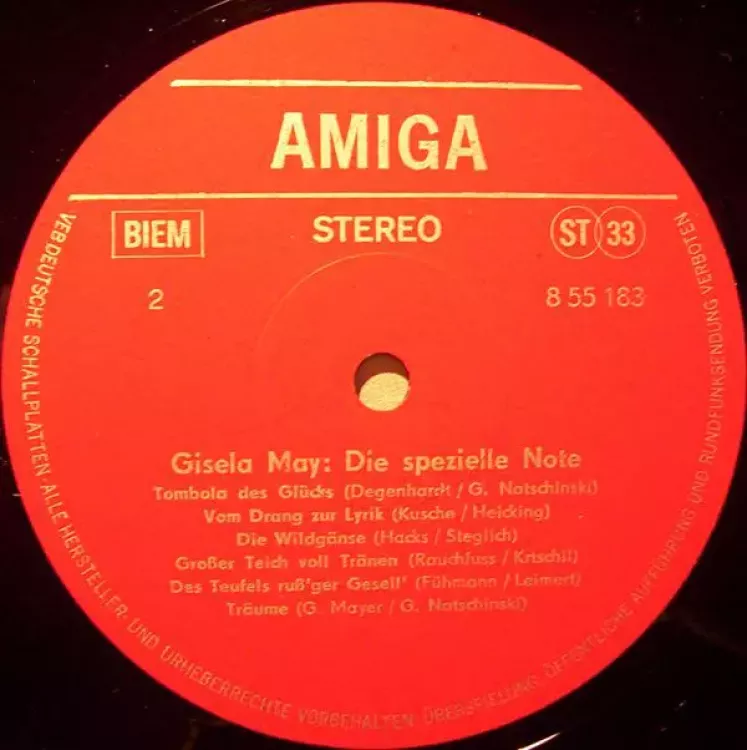 AMIGA
BIEM
STEREO
ST 33
2
8 55 183
Gisela May: Die spezielle Note
Tombola des Glücks (Degenhardt / G. Natschinski)
Vom Drang zur Lyrik (Kusche / Heicking)
Die Wildgänse (Hacks / Steglich)
Großer Teich voll Tränen (Rauchfuss / Krtschil)
Des Teufels ruß'ger Gesell' (Fühmann / Leimert)
Träume (G. Mayer / G. Natschinski)
VEB DEUTSCHE SCHALLPLATTEN · ALLE HERSTELLER- UND URHEBERRECHTE VORBEHALTEN · ÜBERSPIELUNG, ÖFFENTLICHE AUFFÜHRUNG UND RUNDFUNKSENDUNG VERBOTEN